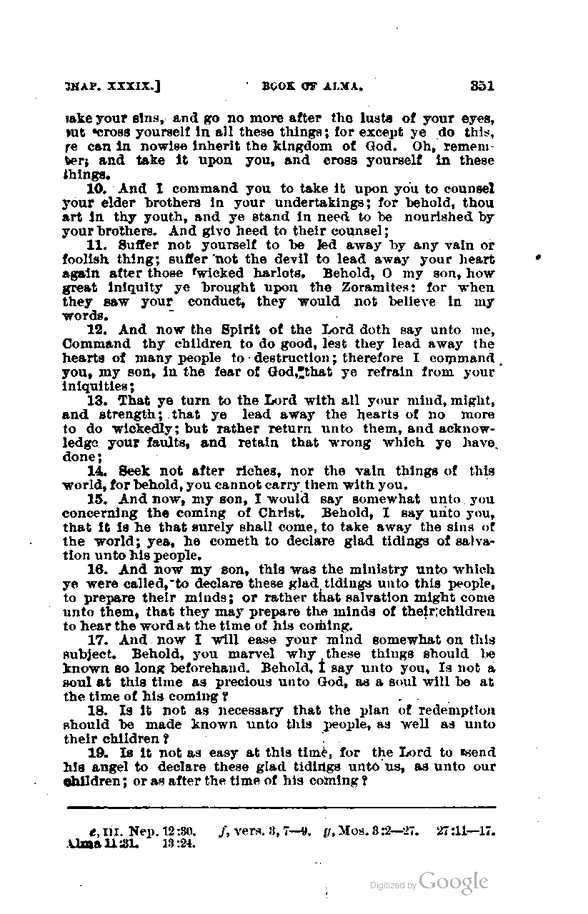 CHAP. XXXIX.] BOOK OF ALMA. 351
sake your sins, and go no more after the lusts of your eyes,
but ᵉcross yourself in all these things; for except ye do this,
ye can in nowise inherit the kingdom of God. Oh, remem-
ber; and take it upon you, and cross yourself in these
things.
10. And I command you to take it upon you to counsel
your elder brothers in your undertakings; for behold, thou
art in thy youth, and ye stand in need to be nourished by
your brothers. And give heed to their counsel;
11. Suffer not yourself to be led away by any vain or
foolish thing; suffer not the devil to lead away your heart
again after those ᶠwicked harlots. Behold, O my son, how
great iniquity ye brought upon the Zoramites: for when
they saw your conduct, they would not believe in my
words.
12. And now the Spirit of the Lord doth say unto me,
Command thy children to do good, lest they lead away the
hearts of many people to destruction; therefore I command
you, my son, in the fear of God, that ye refrain from your
iniquities;
13. That ye turn to the Lord with all your mind, might,
and strength; that ye lead away the hearts of no more
to do wickedly; but rather return unto them, and acknow-
ledge your faults, and retain that wrong which ye have
done;
14. Seek not after riches, nor the vain things of this
world, for behold, you cannot carry them with you.
15. And now, my son, I would say somewhat unto you
concerning the coming of Christ. Behold, I say unto you,
that it is he that surely shall come, to take away the sins of
the world; yea, he cometh to declare glad tidings of salva-
tion unto his people.
16. And now my son, this was the ministry unto which
ye were called, to declare these glad tidings unto this people,
to prepare their minds; or rather that salvation might come
unto them, that they may prepare the minds of their children
to hear the word at the time of his coming.
17. And now I will ease your mind somewhat on this
subject. Behold, you marvel why these things should be
known so long beforehand. Behold, I say unto you, Is not a
soul at this time as precious unto God, as a soul will be at
the time of his coming?
18. Is it not as necessary that the plan of redemption
should be made known unto this people, as well as unto
their children?
19. Is it not as easy at this time, for the Lord to ᵍsend
his angel to declare these glad tidings unto us, as unto our
children; or as after the time of his coming?
e, III. Nep. 12:30. f, vers. 3, 7—9. g, Mos. 3:2—27. 27:11—17.
Alma 11:31. 13:24.
Digitized by Google